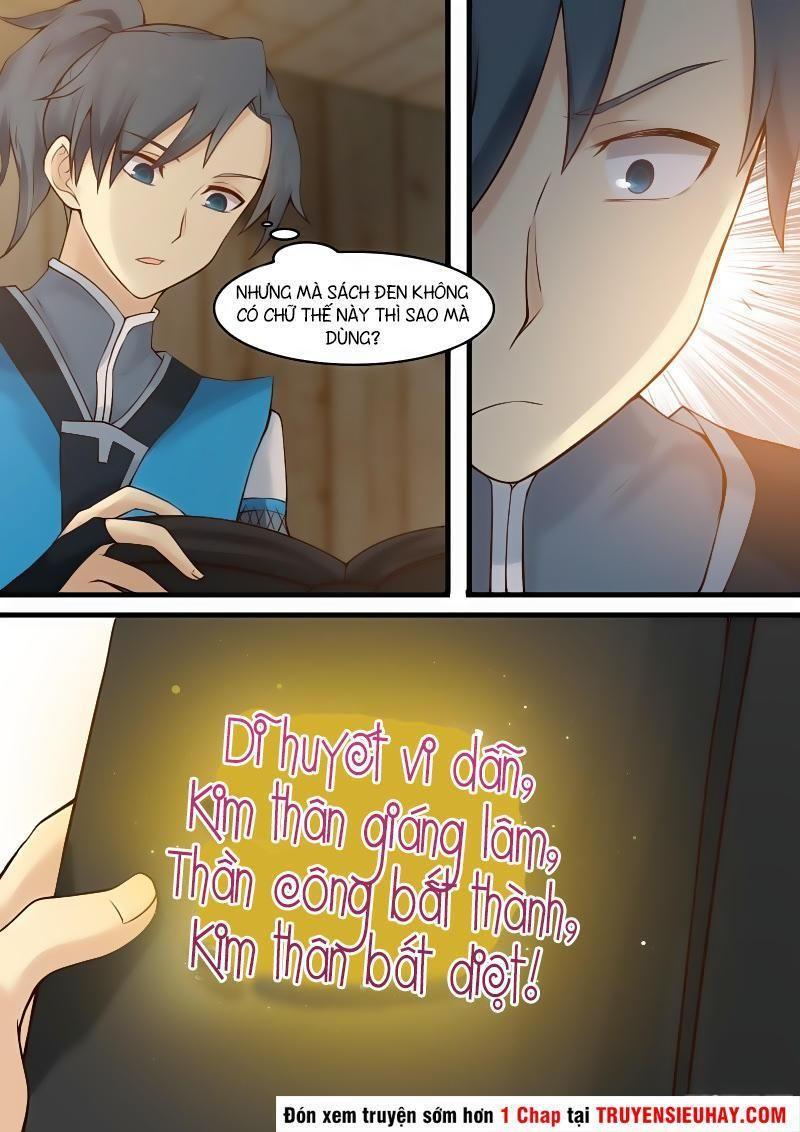 NHƯNG MÀ SÁCH ĐEN KHÔNG
CÓ CHỮ THẾ NÀY THÌ SAO MÀ
DÙNG?
Dĩ huyết vi dẫn,
Kim thân giáng lâm,
Thần công bất thành,
Kim thân bất diệt!
Đón xem truyện sớm hơn 1 Chap tại TRUYENSIEUHAY.COM